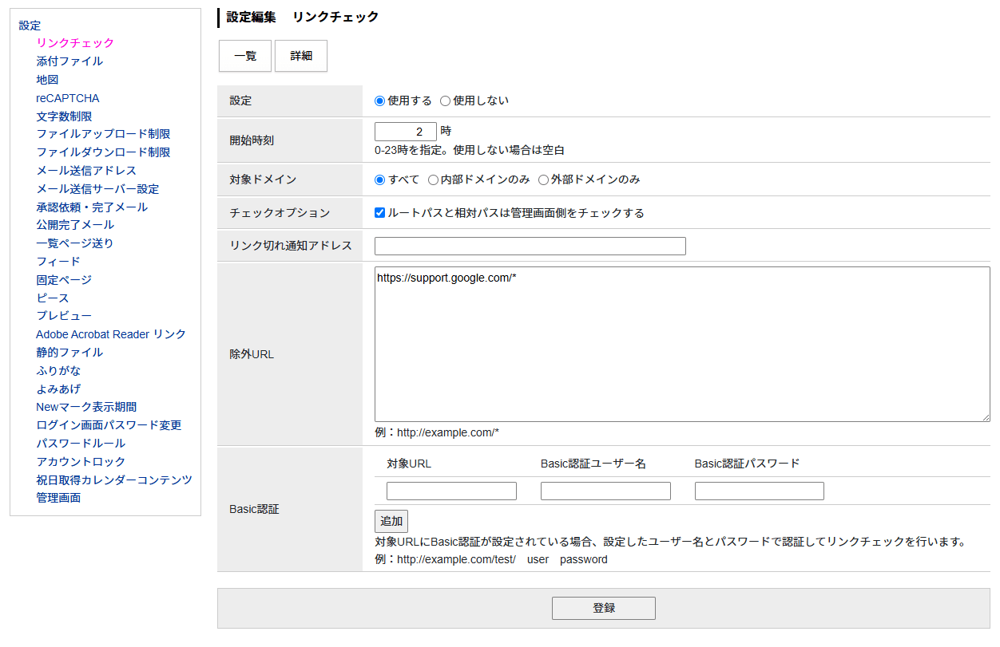 設定
リンクチェック
添付ファイル
地図
reCAPTCHA
文字数制限
ファイルアップロード制限
ファイルダウンロード制限
メール送信アドレス
メール送信サーバー設定
承認依頼・完了メール
公開完了メール
一覧ページ送り
フィード
固定ページ
ピース
プレビュー
Adobe Acrobat Reader リンク
静的ファイル
ふりがな
よみあげ
Newマーク表示期間
ログイン画面パスワード変更
パスワードルール
アカウントロック
祝日取得カレンダーコンテンツ
管理画面
設定編集 リンクチェック
一覧 詳細
設定 使用する 使用しない
開始時刻 2 時
0-23時を指定。使用しない場合は空白
対象ドメイン すべて 内部ドメインのみ 外部ドメインのみ
チェックオプション ルートパスと相対パスは管理画面側をチェックする
リンク切れ通知アドレス
除外URL
https://support.google.com/*
例：http://example.com/*
Basic認証
対象URL Basic認証ユーザー名 Basic認証パスワード
追加
対象URLにBasic認証が設定されている場合、設定したユーザー名とパスワードで認証してリンクチェックを行います。
例：http://example.com/test/ user password
登録